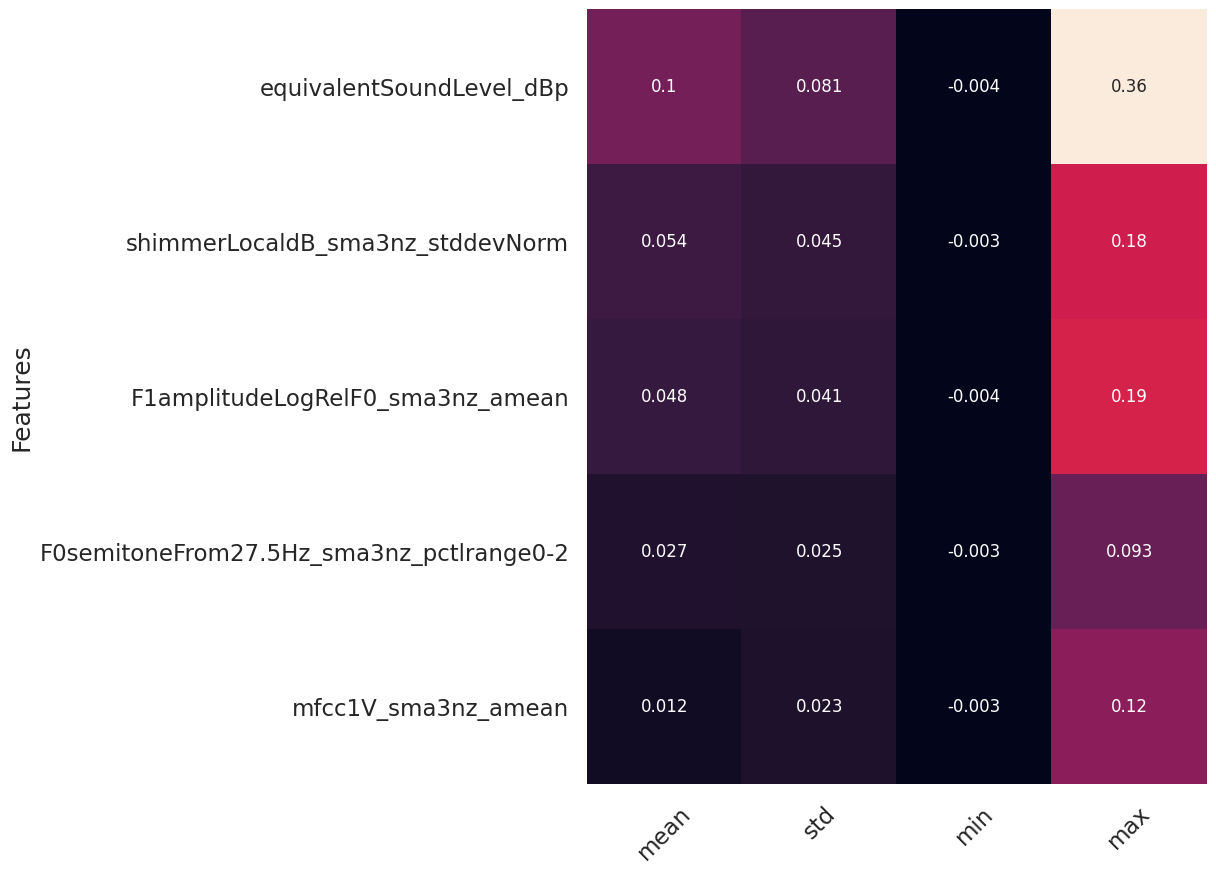 Features
equivalentSoundLevel_dBp 0.1 0.081 -0.004 0.36
shimmerLocaldB_sma3nz_stddevNorm 0.054 0.045 -0.003 0.18
F1amplitudeLogRelF0_sma3nz_amean 0.048 0.041 -0.004 0.19
F0semitoneFrom27.5Hz_sma3nz_pctlrange0-2 0.027 0.025 -0.003 0.093
mfcc1V_sma3nz_amean 0.012 0.023 -0.003 0.12
mean std min max